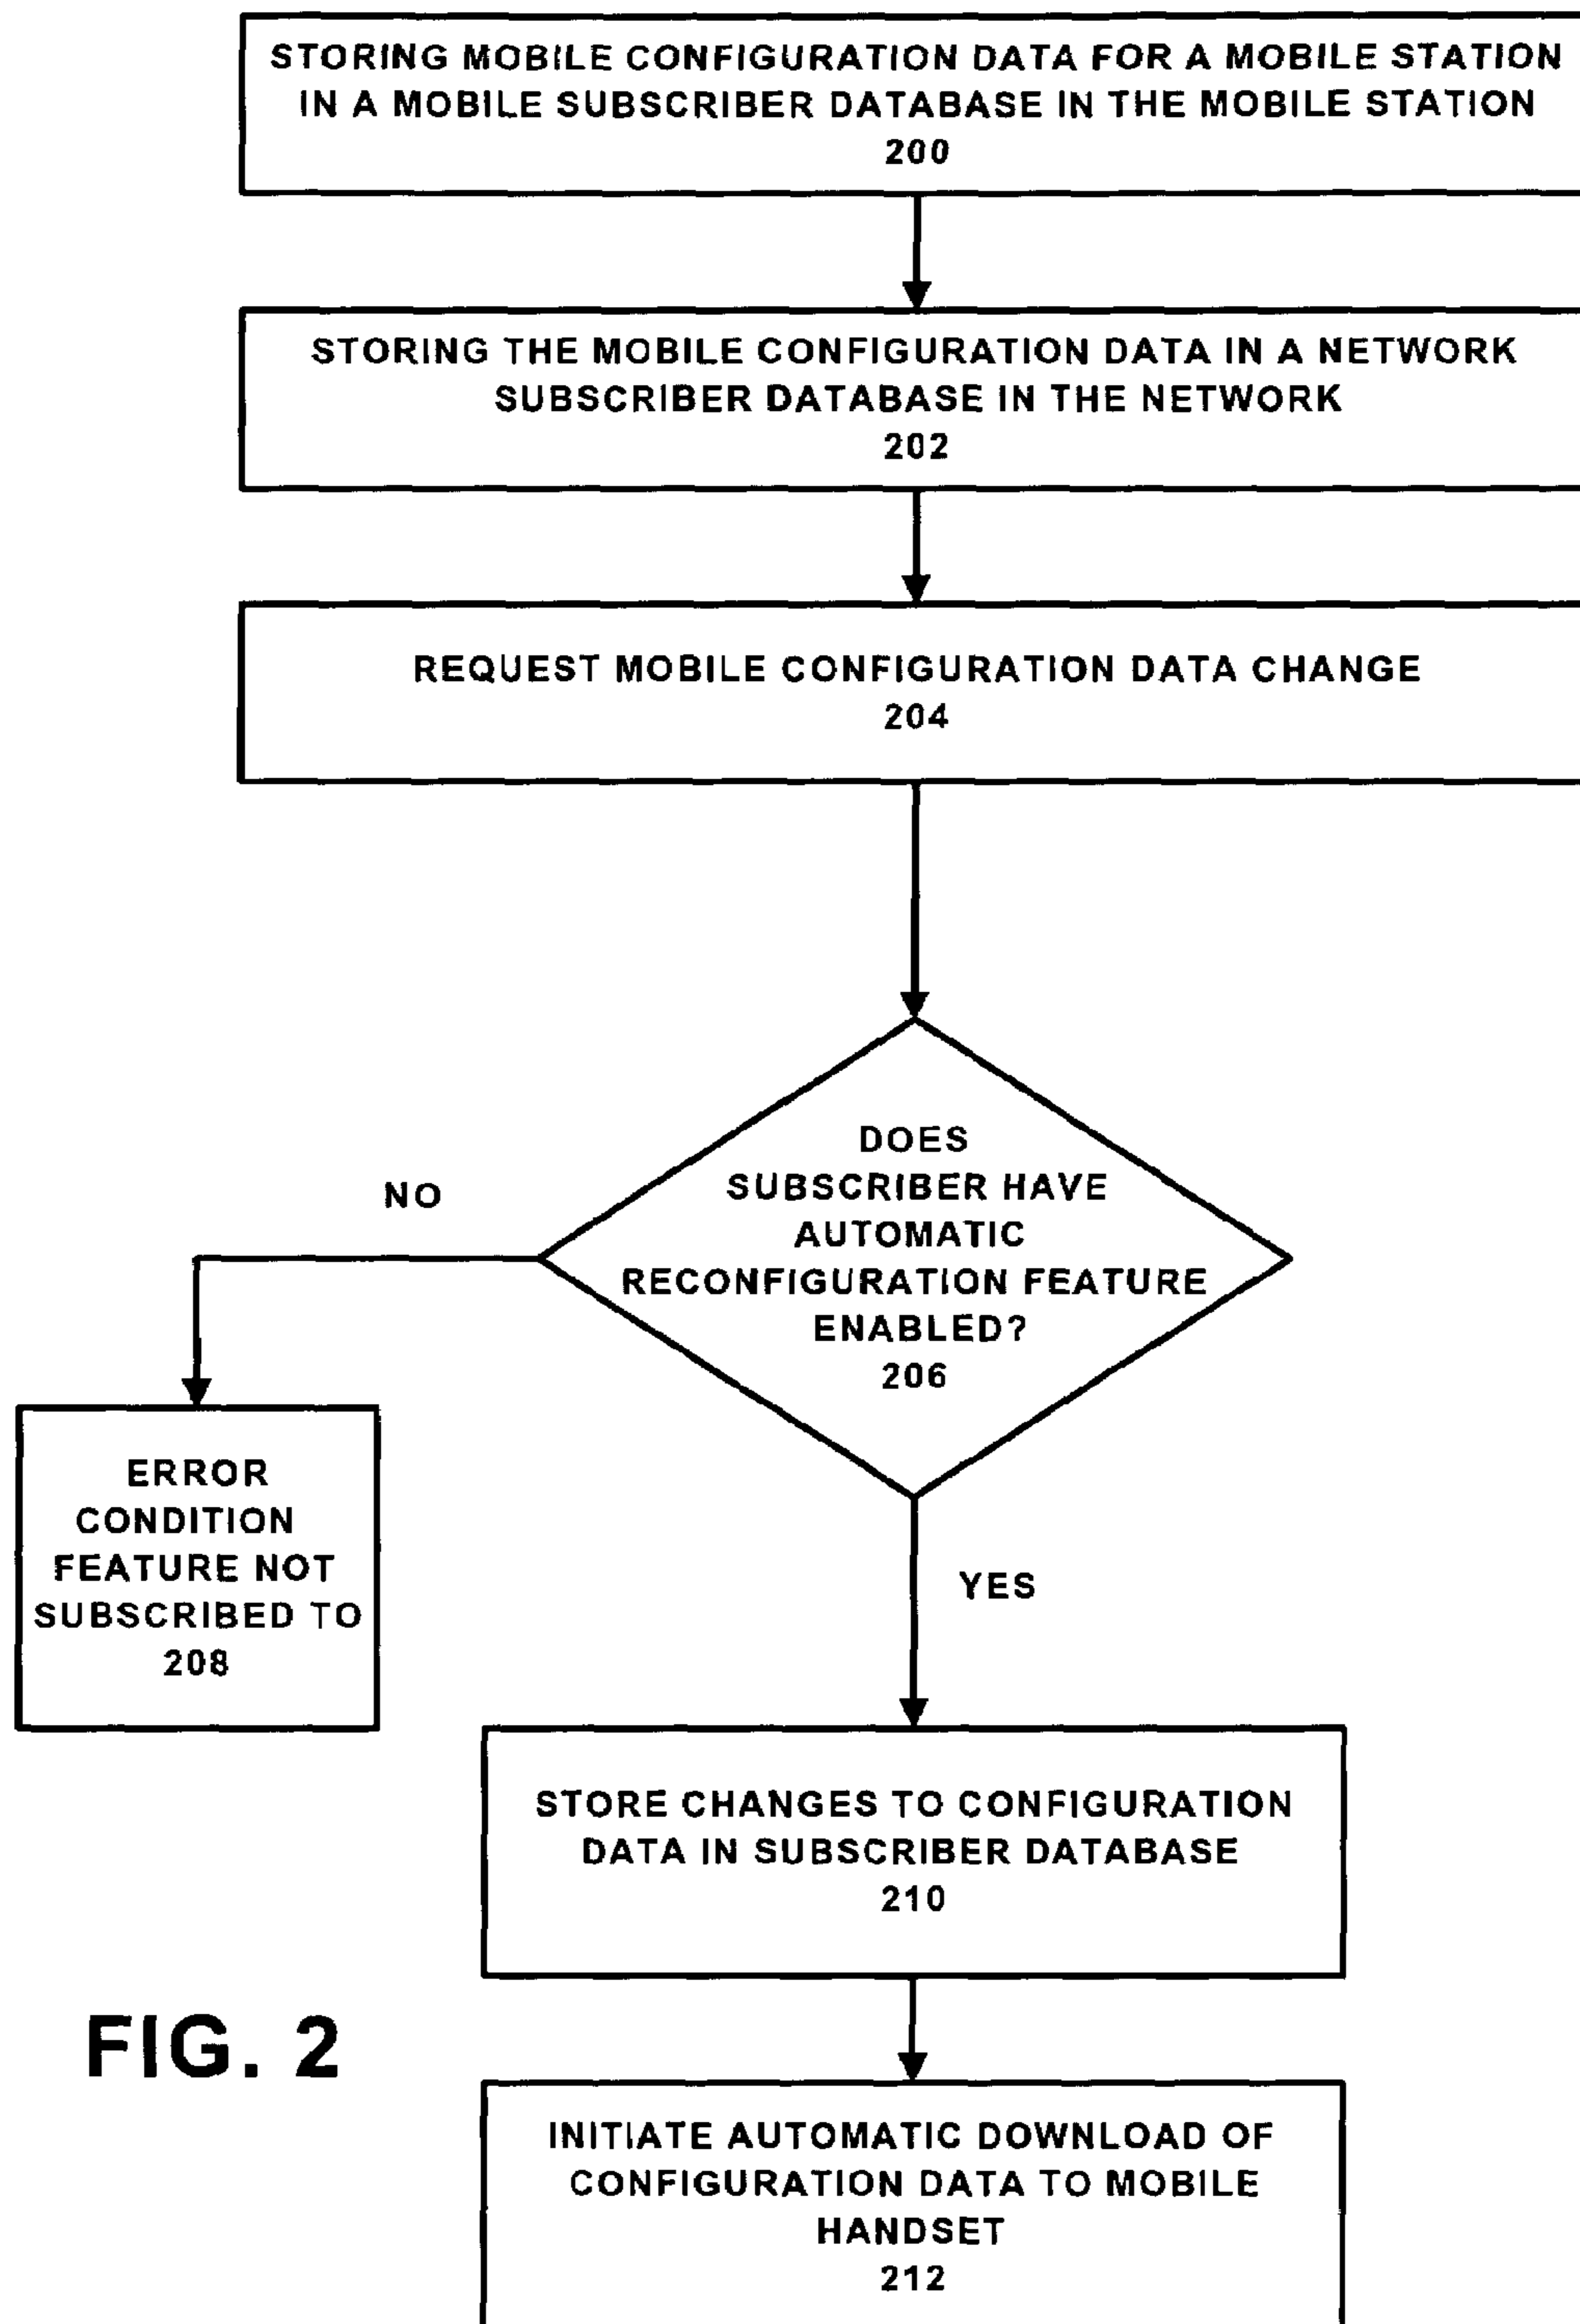 STORING MOBILE CONFIGURATION DATA FOR A MOBILE STATION
IN A MOBILE SUBSCRIBER DATABASE IN THE MOBILE STATION
200
STORING THE MOBILE CONFIGURATION DATA IN A NETWORK
SUBSCRIBER DATABASE IN THE NETWORK
202
REQUEST MOBILE CONFIGURATION DATA CHANGE
204
DOES
SUBSCRIBER HAVE
AUTOMATIC
RECONFIGURATION FEATURE
ENABLED?
206
NO
ERROR
CONDITION
FEATURE NOT
SUBSCRIBED TO
208
YES
STORE CHANGES TO CONFIGURATION
DATA IN SUBSCRIBER DATABASE
210
FIG. 2
INITIATE AUTOMATIC DOWNLOAD OF
CONFIGURATION DATA TO MOBILE
HANDSET
212